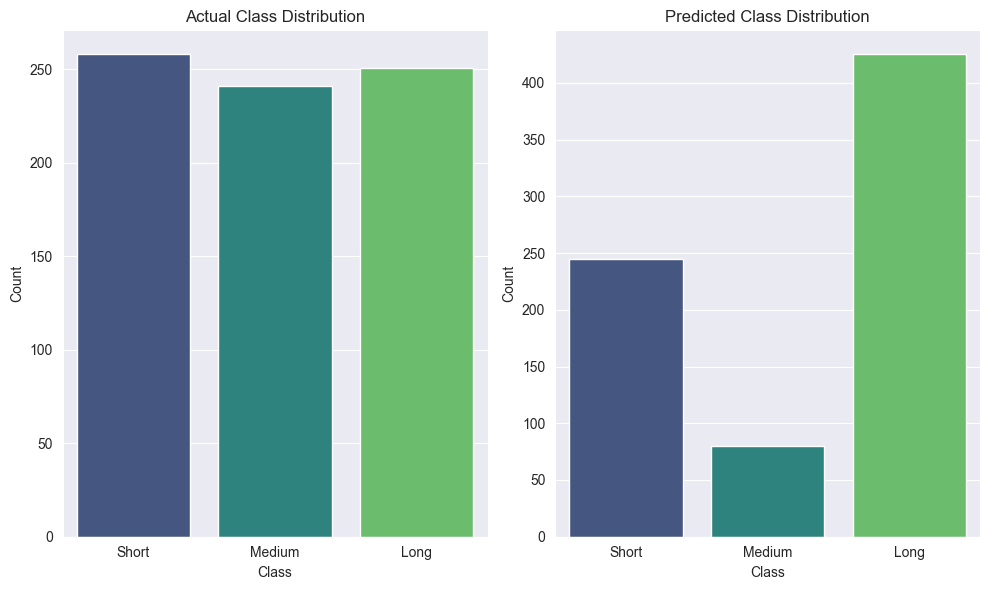 Actual Class Distribution
Count
250
200
150
100
50
0
Short Medium Long
Class
Predicted Class Distribution
Count
400
350
300
250
200
150
100
50
0
Short Medium Long
Class